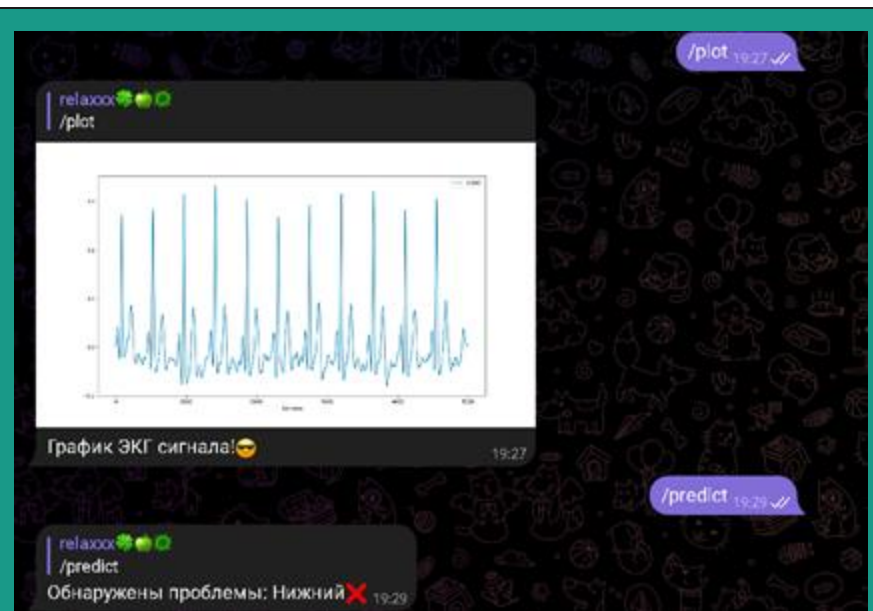 /plot 19:27
relaxxx
/plot
График ЭКГ сигнала!😎
19:27
/predict 19:29
relaxxx
/predict
Обнаружены проблемы: Нижний❌ 19:29